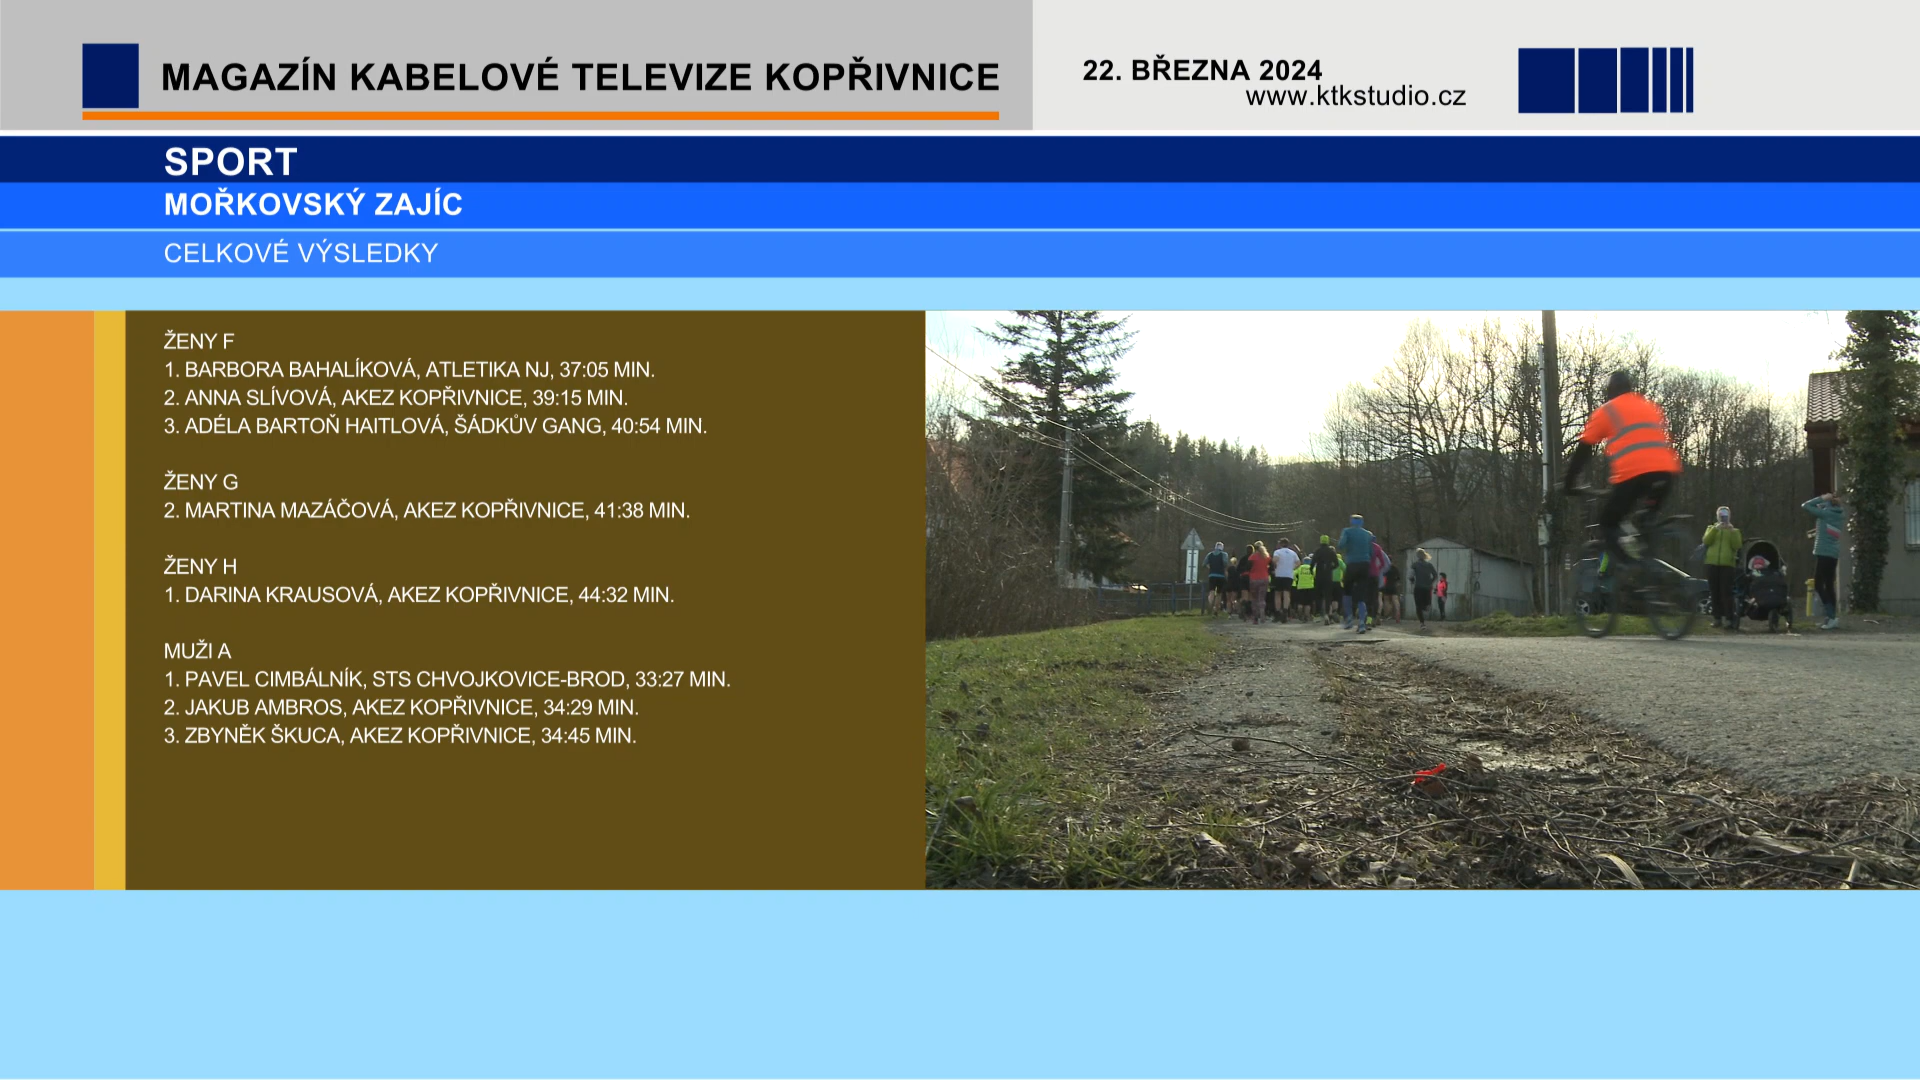 MAGAZÍN KABELOVÉ TELEVIZE KOPŘIVNICE
22. BŘEZNA 2024
www.ktkstudio.cz
SPORT
MOŘKOVSKÝ ZAJÍC
CELKOVÉ VÝSLEDKY
ŽENY F
1. BARBORA BAHALÍKOVÁ, ATLETIKA NJ, 37:05 MIN.
2. ANNA SLÍVOVÁ, AKEZ KOPŘIVNICE, 39:15 MIN.
3. ADÉLA BARTOŇ HAITLOVÁ, ŠÁDKŮV GANG, 40:54 MIN.
ŽENY G
2. MARTINA MAZÁČOVÁ, AKEZ KOPŘIVNICE, 41:38 MIN.
ŽENY H
1. DARINA KRAUSOVÁ, AKEZ KOPŘIVNICE, 44:32 MIN.
MUŽI A
1. PAVEL CIMBÁLNÍK, STS CHVOJKOVICE-BROD, 33:27 MIN.
2. JAKUB AMBROS, AKEZ KOPŘIVNICE, 34:29 MIN.
3. ZBYNĚK ŠKUCA, AKEZ KOPŘIVNICE, 34:45 MIN.